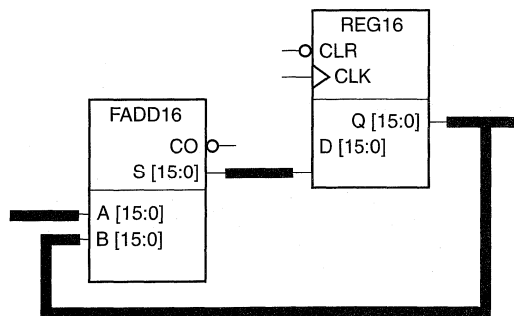 REG16
CLR
CLK
Q [15:0]
D [15:0]
FADD16
CO
S [15:0]
A [15:0]
B [15:0]